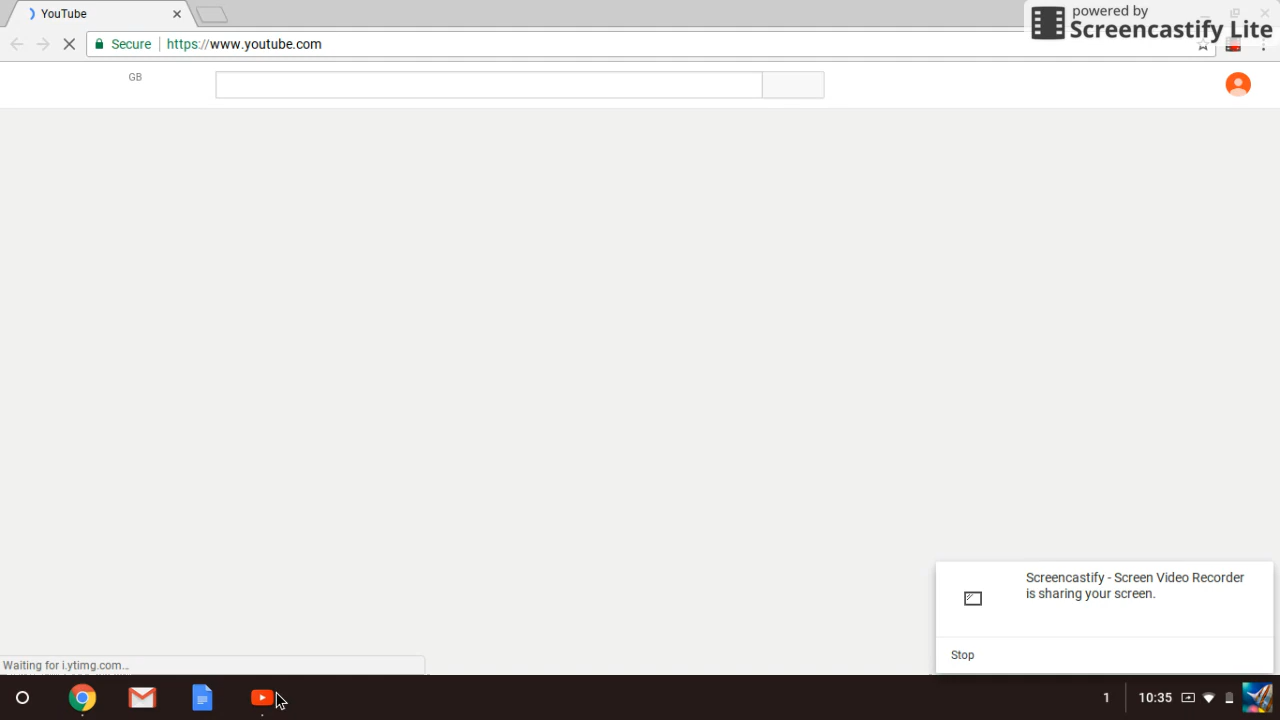 YouTube
powered by
Screencastify Lite
Secure
https://www.youtube.com
GB
Screencastify - Screen Video Recorder
is sharing your screen.
Stop
Waiting for i.ytimg.com...
1
10:35